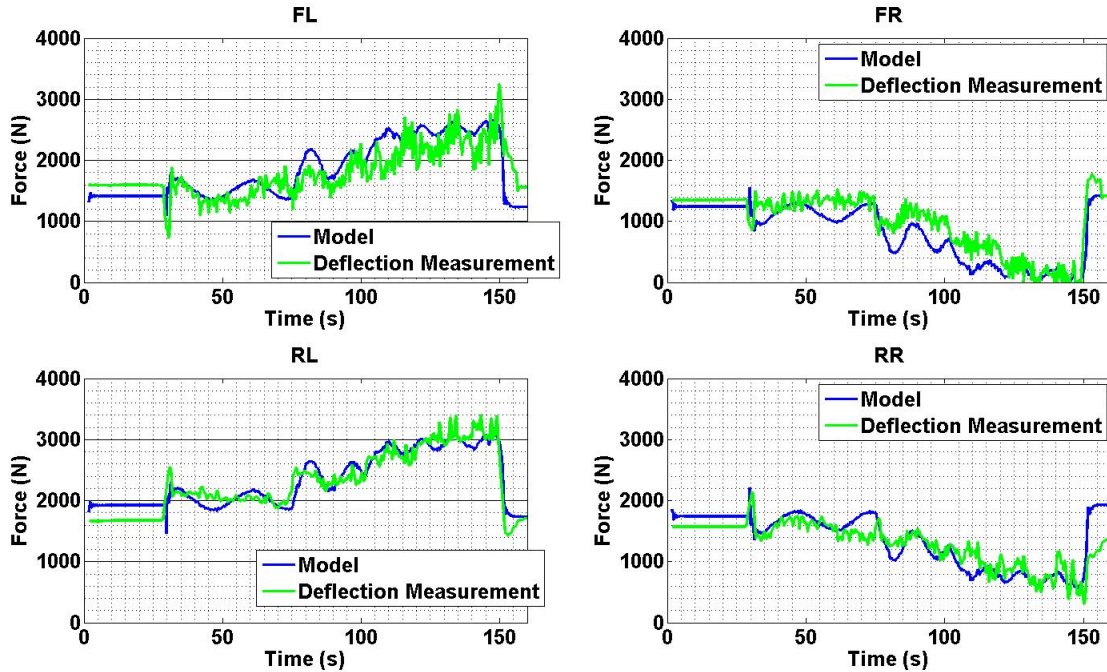 FL
4000
3000
2000
1000
0
Force (N)
Model
Deflection Measurement
0 50 100 150
Time (s)
FR
4000
3000
2000
1000
0
Force (N)
Model
Deflection Measurement
0 50 100 150
Time (s)
RL
4000
3000
2000
1000
0
Force (N)
Model
Deflection Measurement
0 50 100 150
Time (s)
RR
4000
3000
2000
1000
0
Force (N)
Model
Deflection Measurement
0 50 100 150
Time (s)